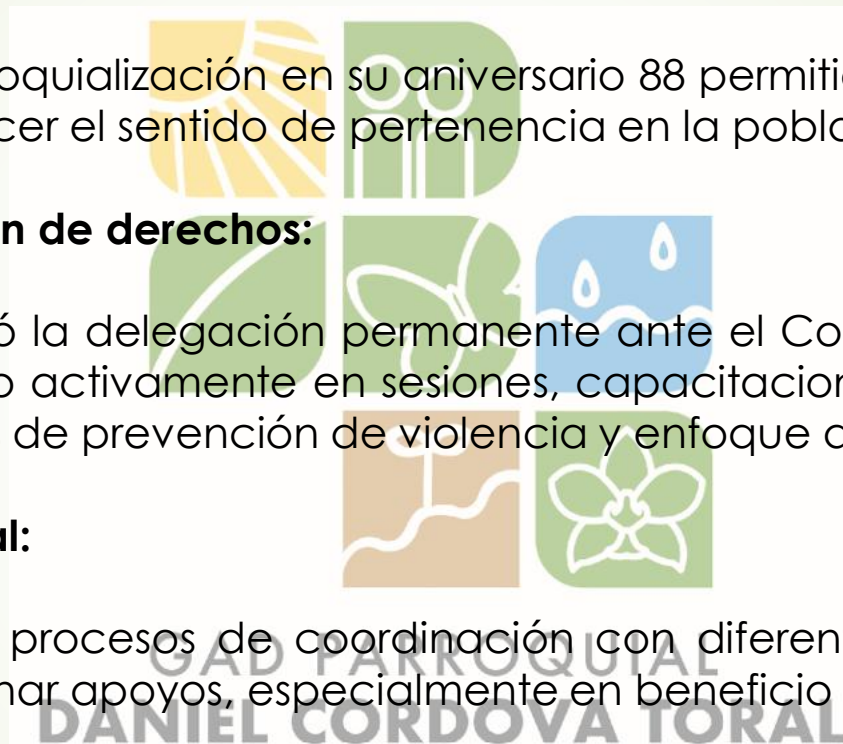 oquialización en su aniversario 88 permitic
cer el sentido de pertenencia en la pobla
n de derechos:
ó la delegación permanente ante el Co
o activamente en sesiones, capacitacion
de prevención de violencia y enfoque d
al:
procesos de coordinación con diferen
nar apoyos, especialmente en beneficio
GAD PARROQUIAL
DANIEL CORDOVA TORAL